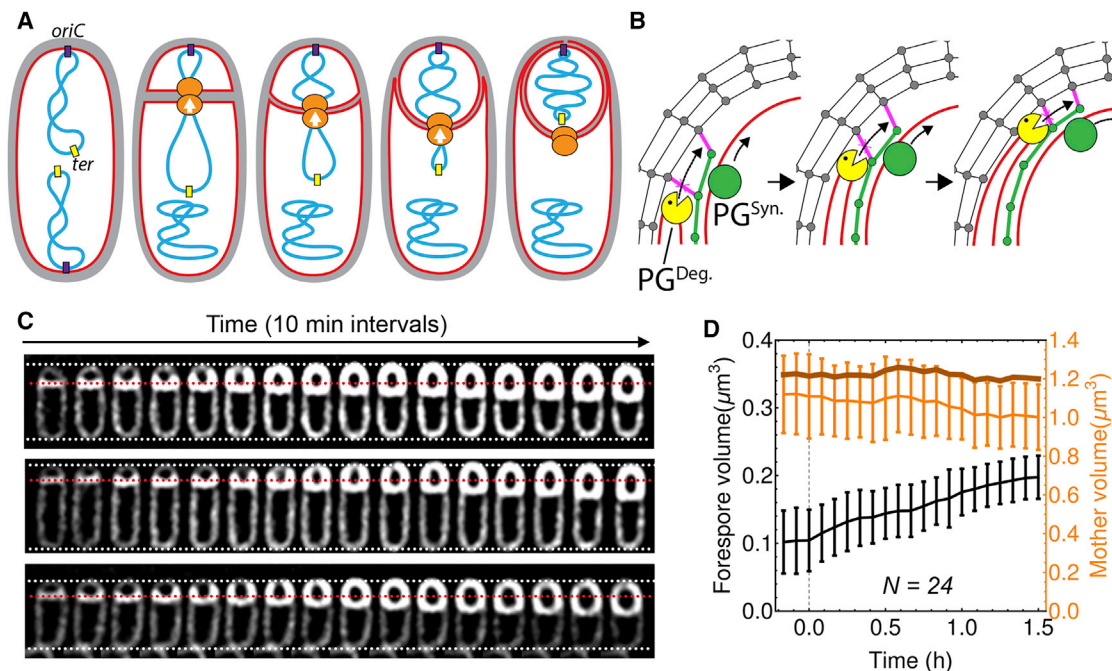 A
oriC
ter
B
PG^Syn.
PG^Deg.
C
Time (10 min intervals)
D
Forespore volume(μm³)
0.4
0.3
0.2
0.1
0.0
1.4
1.2
1.0
0.8
0.6
0.4
0.2
0.0
Mother volume(μm³)
N = 24
0.0 0.5 1.0 1.5
Time (h)